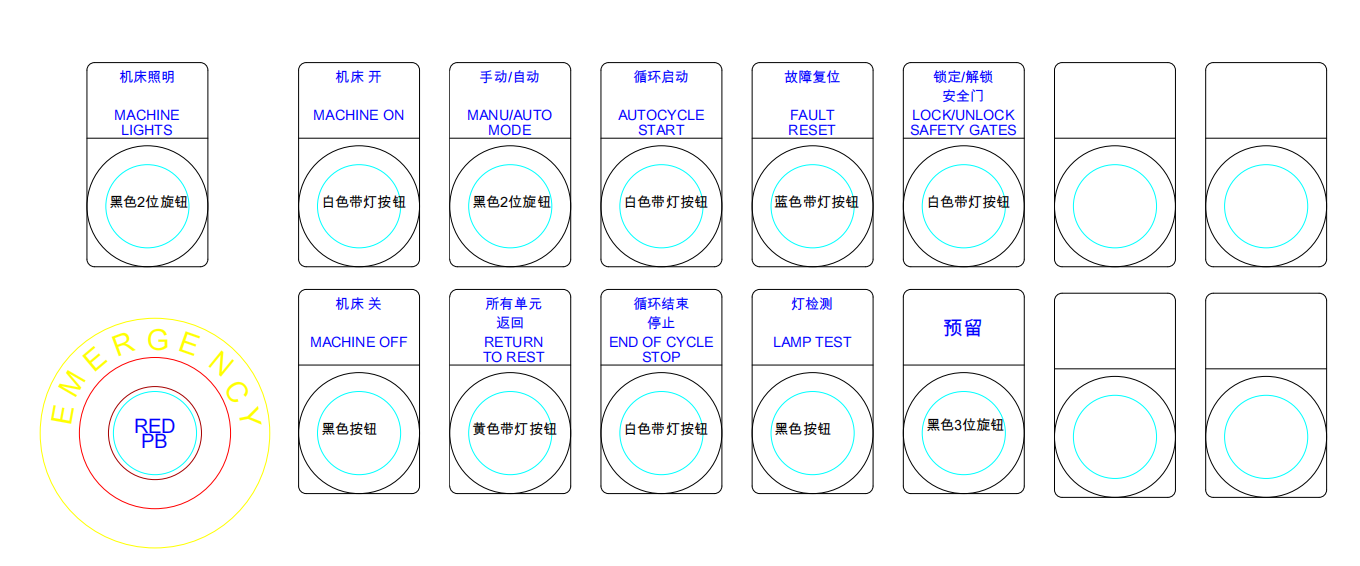 机床照明
MACHINE
LIGHTS
黑色2位旋钮
机床 开
MACHINE ON
白色带灯按钮
手动/自动
MANU/AUTO
MODE
黑色2位旋钮
循环启动
AUTOCYCLE
START
白色带灯按钮
故障复位
FAULT
RESET
蓝色带灯按钮
锁定/解锁
安全门
LOCK/UNLOCK
SAFETY GATES
白色带灯按钮
EMERGENCY
RED
PB
机床 关
MACHINE OFF
黑色按钮
所有单元
返回
RETURN
TO REST
黄色带灯按钮
循环结束
停止
END OF CYCLE
STOP
白色带灯按钮
灯检测
LAMP TEST
黑色按钮
预留
黑色3位旋钮